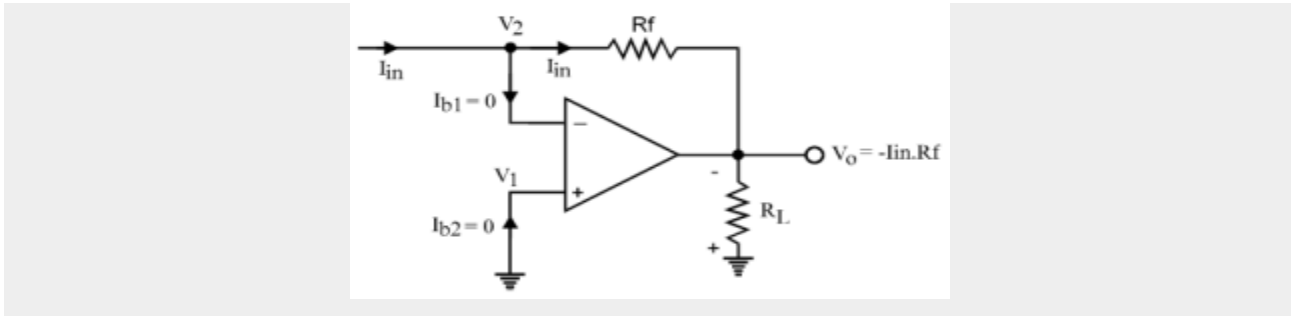 V2
Rf
Iin
Iin
Ib1 = 0
−
Vo = -Iin.Rf
-
V1
+
RL
Ib2 = 0
+